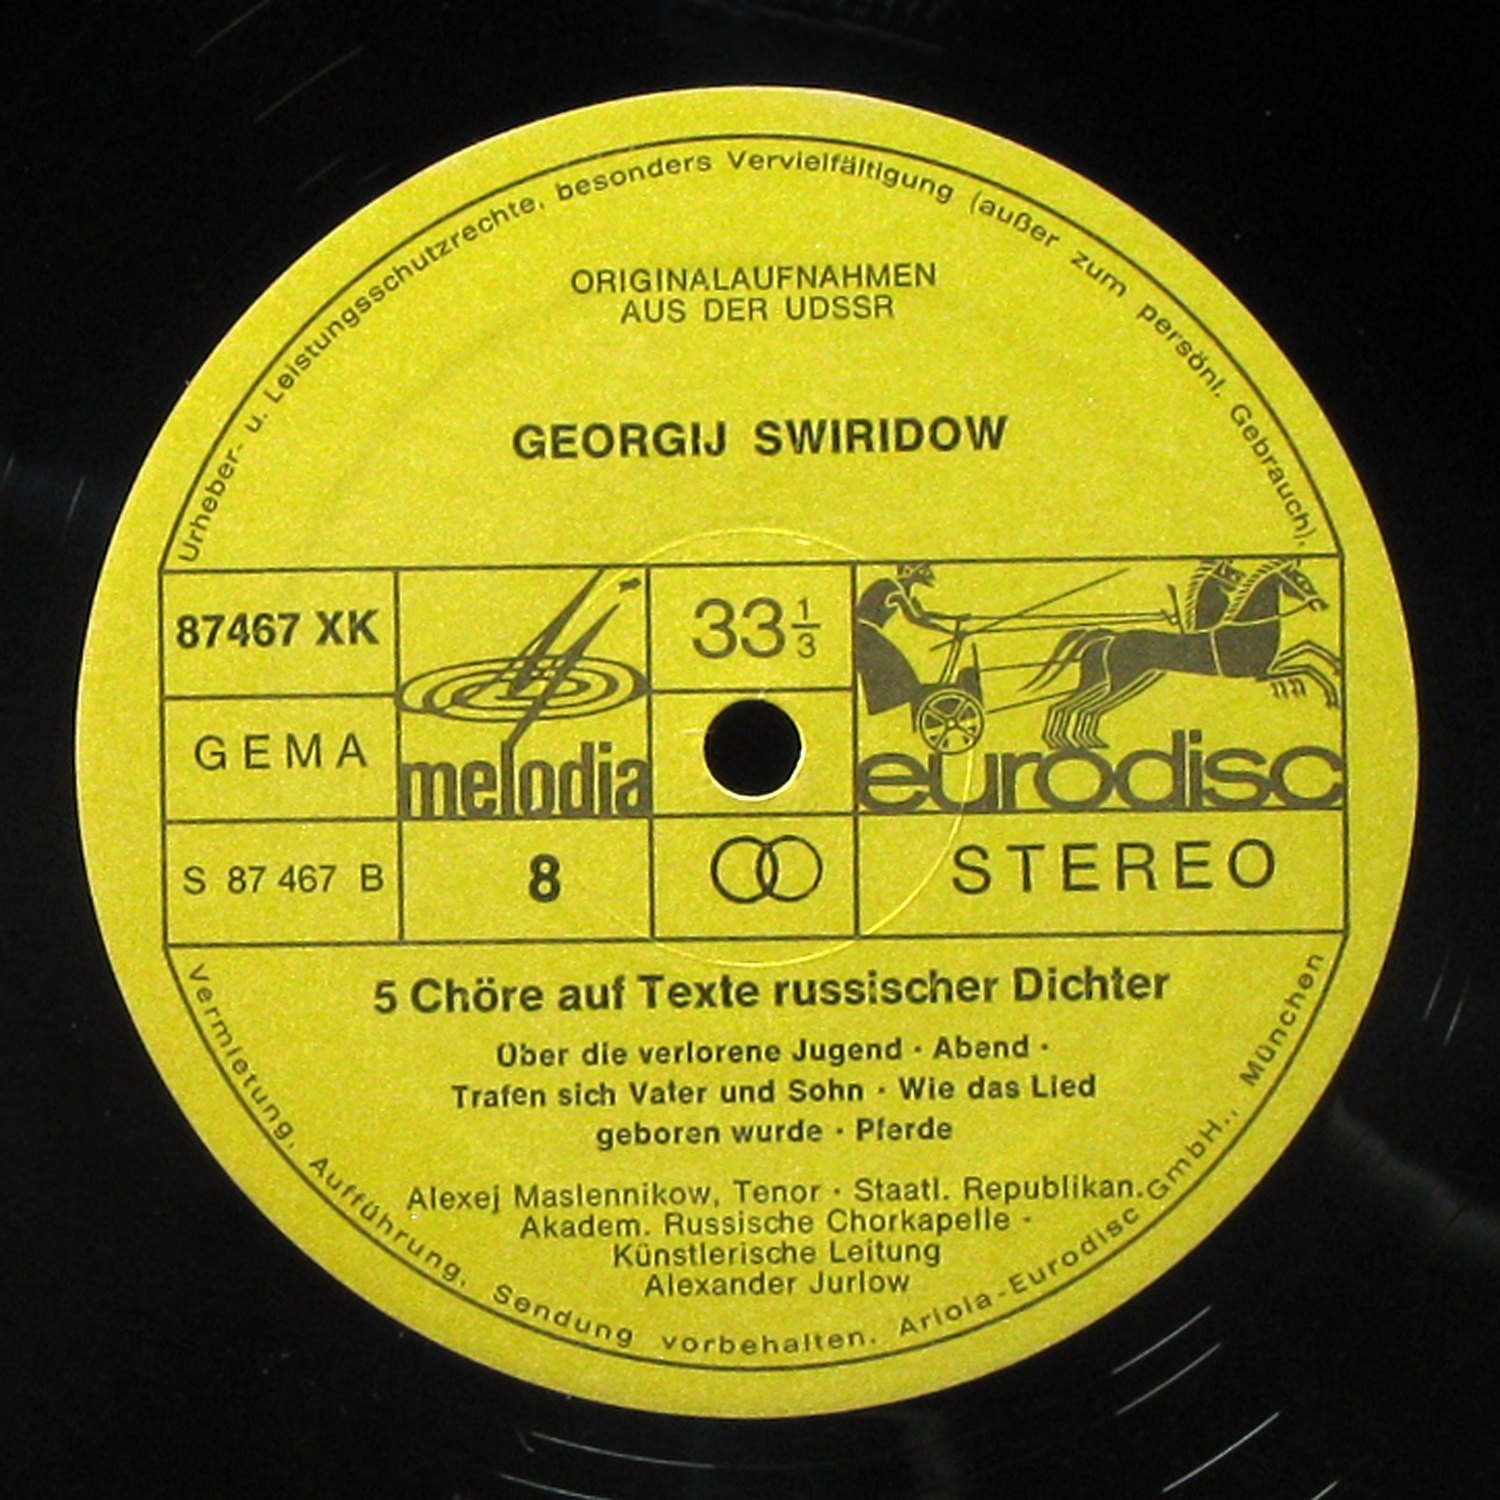 Urheber- u. Leistungsschutzrechte, besonders Vervielfältigung (außer zum persönl. Gebrauch),
ORIGINALAUFNAHMEN
AUS DER UDSSR
GEORGIJ SWIRIDOW
87467 XK
33 1/3
GEMA
melodia
eurodisc
S 87 467 B
8
STEREO
5 Chöre auf Texte russischer Dichter
Über die verlorene Jugend · Abend ·
Trafen sich Vater und Sohn · Wie das Lied
geboren wurde · Pferde
Alexej Maslennikow, Tenor · Staatl. Republikan.
Akadem. Russische Chorkapelle -
Künstlerische Leitung
Alexander Jurlow
Vermietung, Aufführung, Sendung vorbehalten. Ariola-Eurodisc GmbH., München